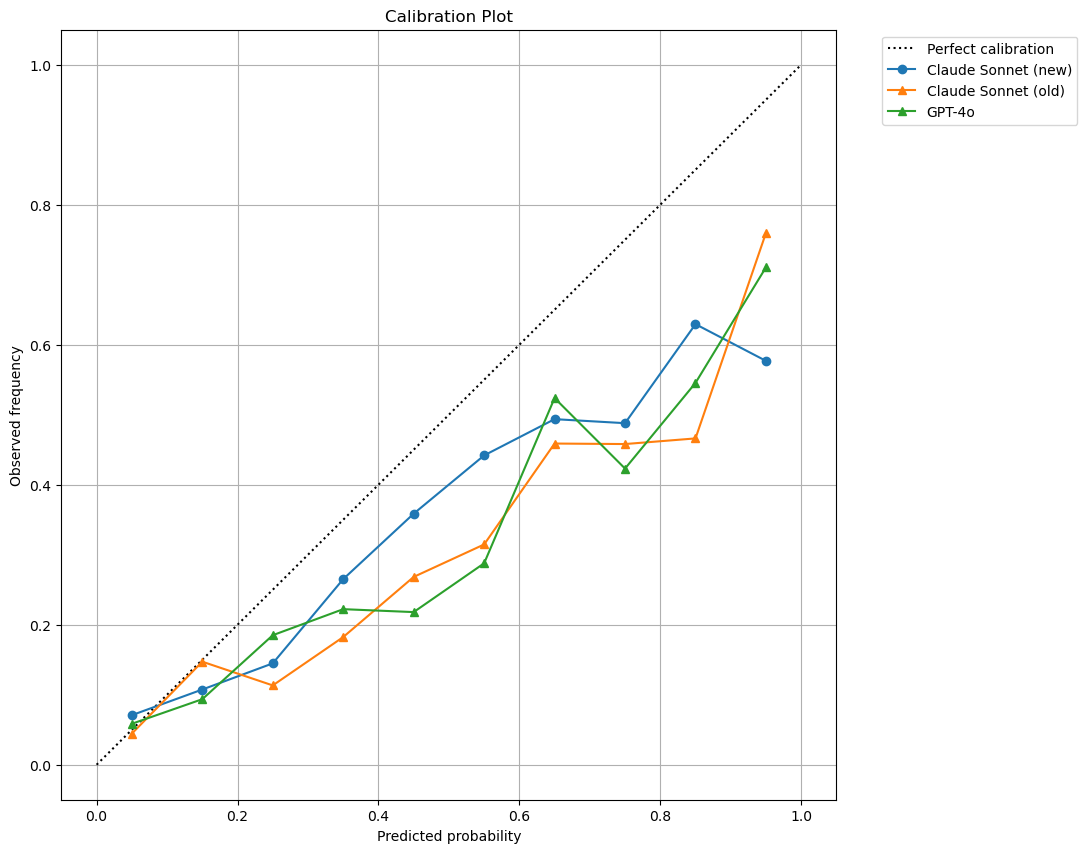 Calibration Plot
Perfect calibration
Claude Sonnet (new)
Claude Sonnet (old)
GPT-4o
Observed frequency
1.0
0.8
0.6
0.4
0.2
0.0
0.0 0.2 0.4 0.6 0.8 1.0
Predicted probability